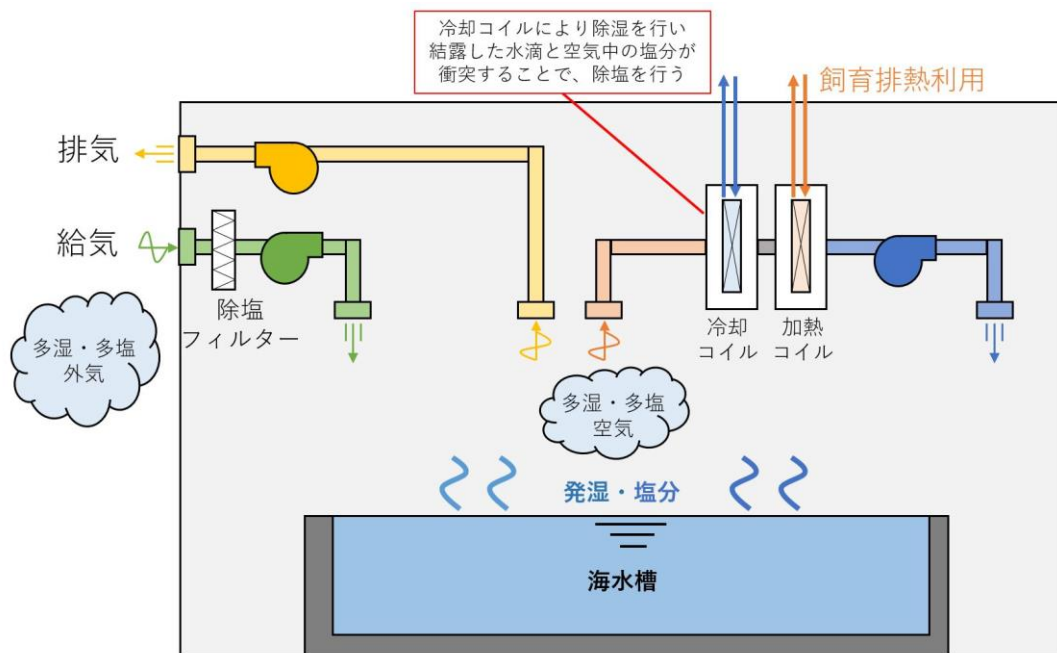 冷却コイルにより除湿を行い
結露した水滴と空気中の塩分が
衝突することで、除塩を行う
飼育排熱利用
排気
給気
除塩
フィルター
多湿・多塩
外気
冷却
コイル
加熱
コイル
多湿・多塩
空気
発湿・塩分
海水槽